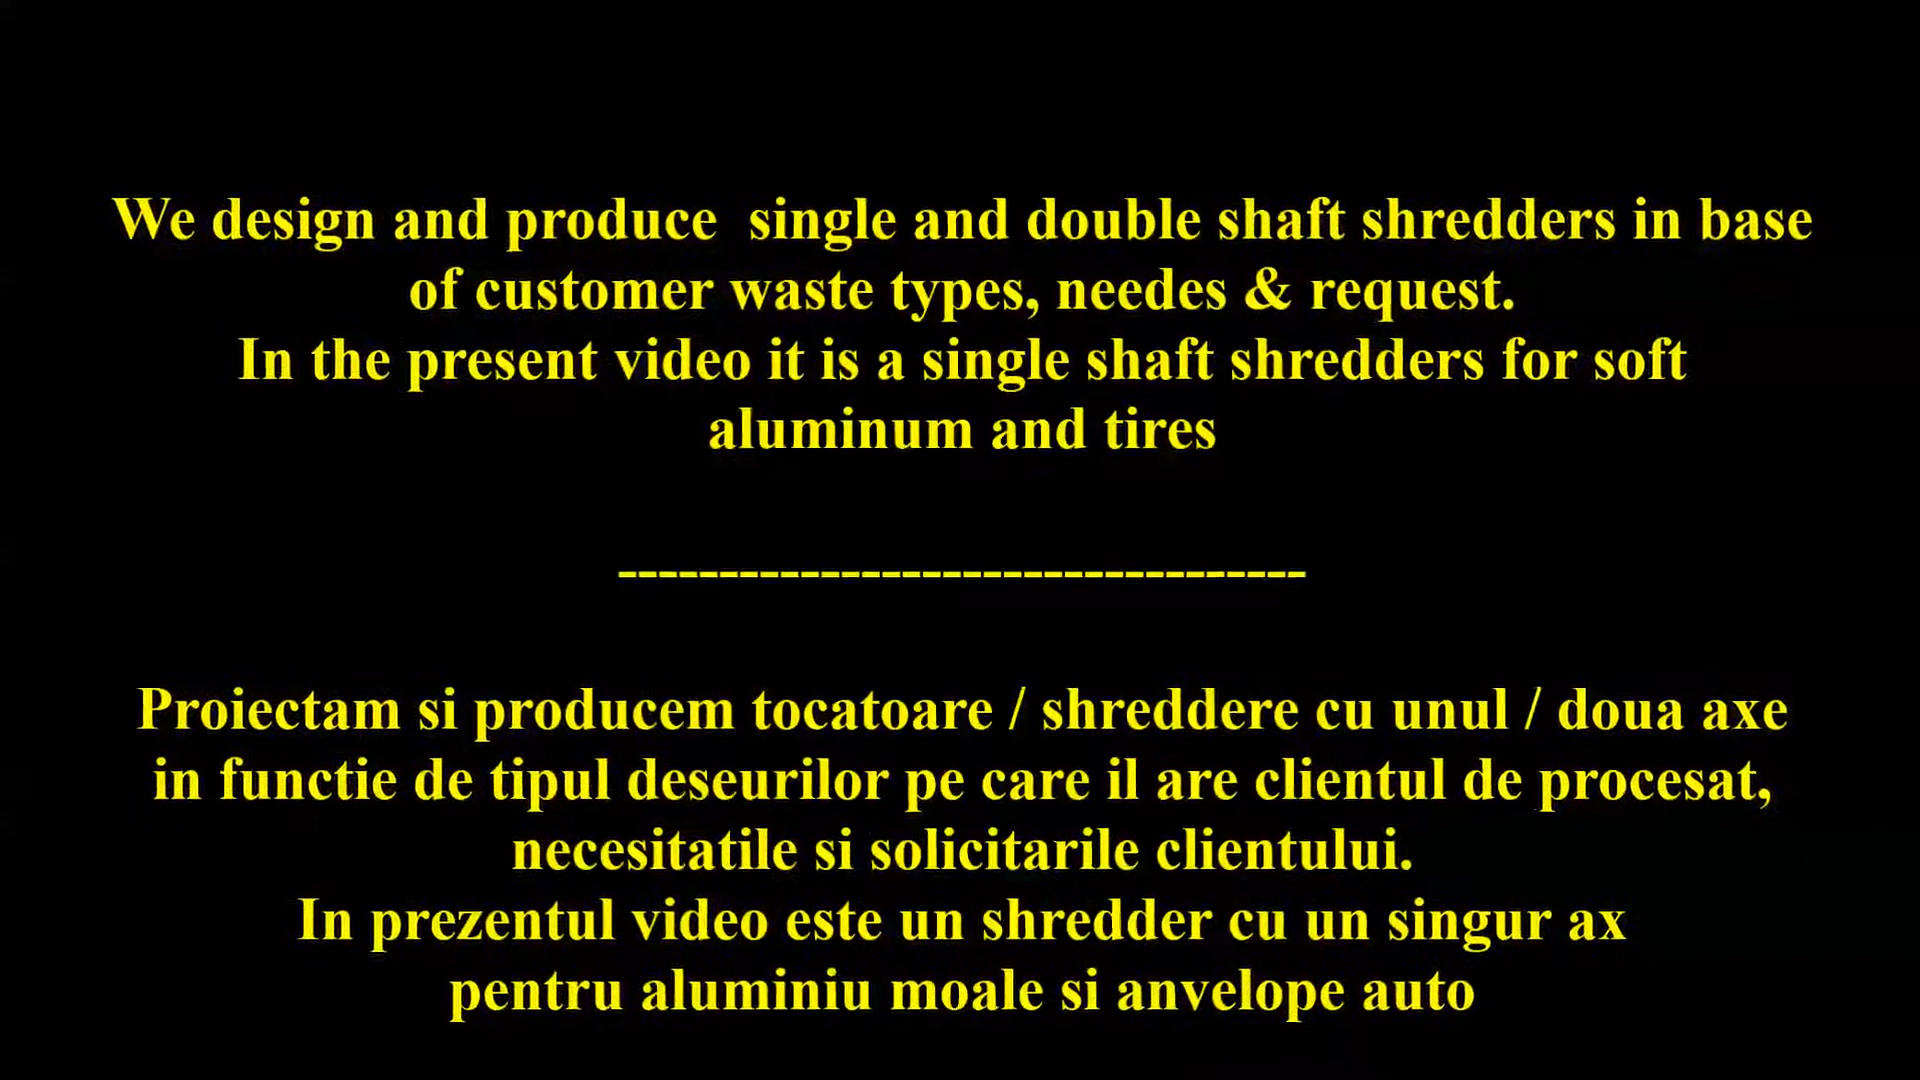 We design and produce  single and double shaft shredders in base
of customer waste types, needes & request.
In the present video it is a single shaft shredders for soft
aluminum and tires
----------------------------------
Proiectam si producem tocatoare / shreddere cu unul / doua axe
in functie de tipul deseurilor pe care il are clientul de procesat,
necesitatile si solicitarile clientului.
In prezentul video este un shredder cu un singur ax
pentru aluminiu moale si anvelope auto